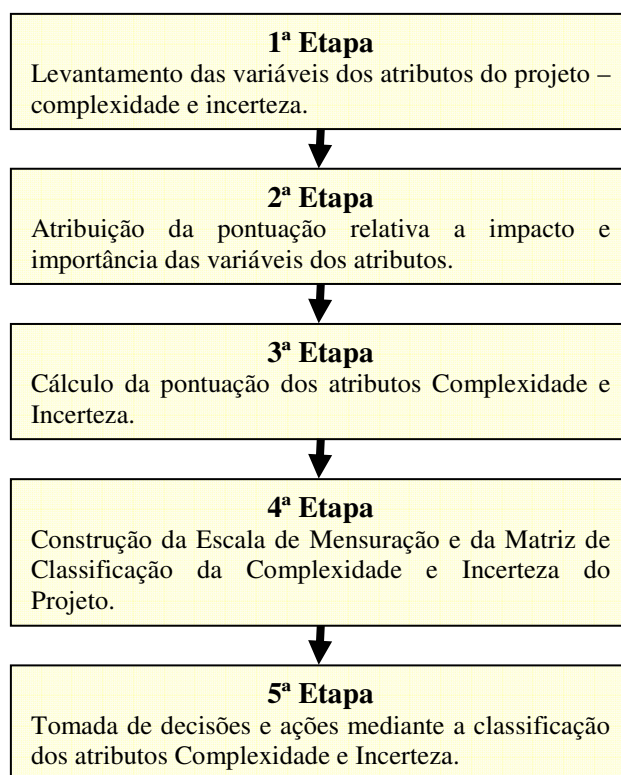 1ª Etapa
Levantamento das variáveis dos atributos do projeto –
complexidade e incerteza.
2ª Etapa
Atribuição da pontuação relativa a impacto e
importância das variáveis dos atributos.
3ª Etapa
Cálculo da pontuação dos atributos Complexidade e
Incerteza.
4ª Etapa
Construção da Escala de Mensuração e da Matriz de
Classificação da Complexidade e Incerteza do
Projeto.
5ª Etapa
Tomada de decisões e ações mediante a classificação
dos atributos Complexidade e Incerteza.